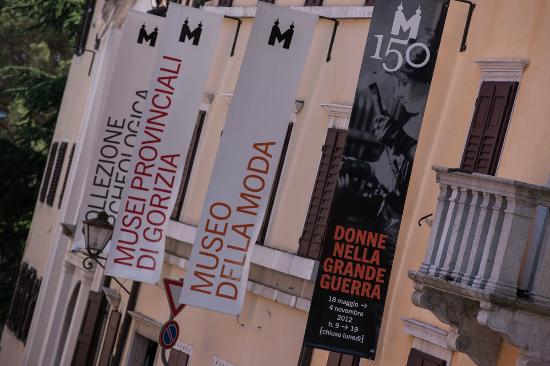 COLLEZIONE
ARCHEOLOGICA
M
MUSEI PROVINCIALI
DI GORIZIA
M
MUSEO
DELLA MODA
M
150
DONNE
NELLA
GRANDE
GUERRA
18 maggio →
4 novembre
2012
h. 9 → 19
[chiuso lunedì]